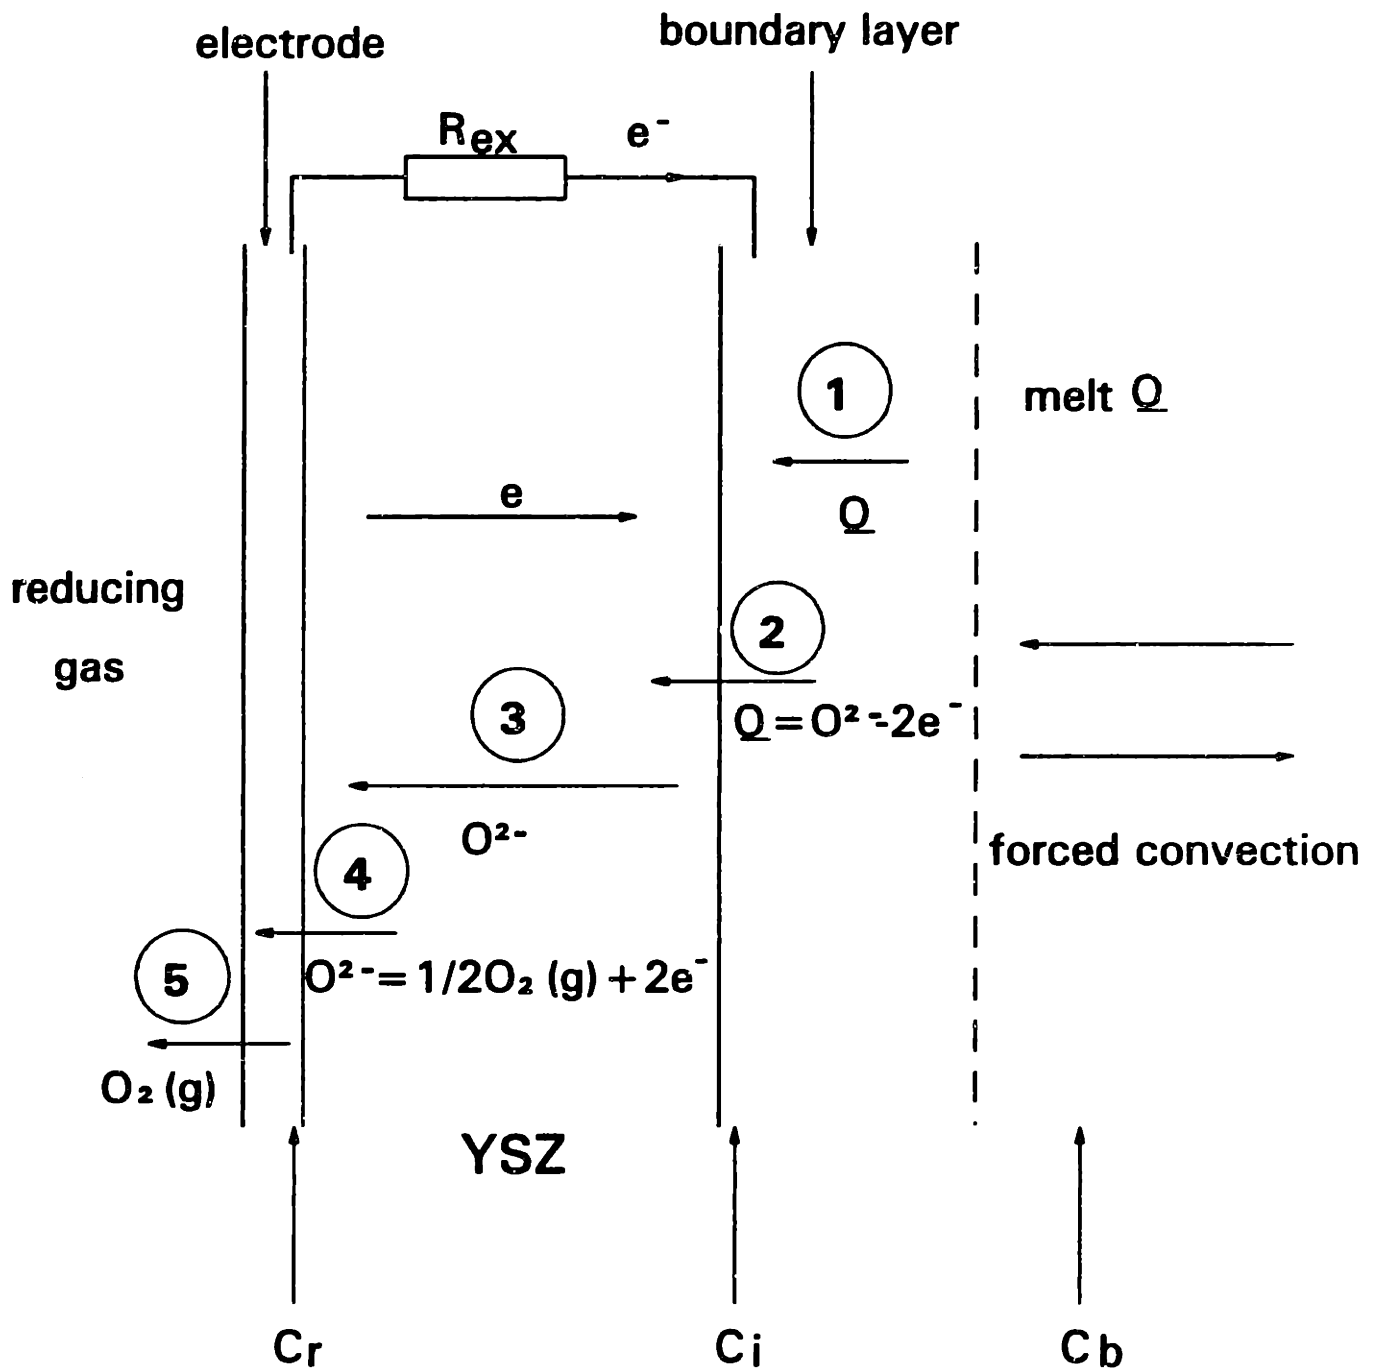 electrode
boundary layer
Rex
e⁻
1
melt O
e
O
reducing
gas
2
3
O=O²⁻-2e⁻
O²⁻
forced convection
4
5
O²⁻=1/2O₂(g)+2e⁻
O₂(g)
YSZ
Cr
Ci
Cb